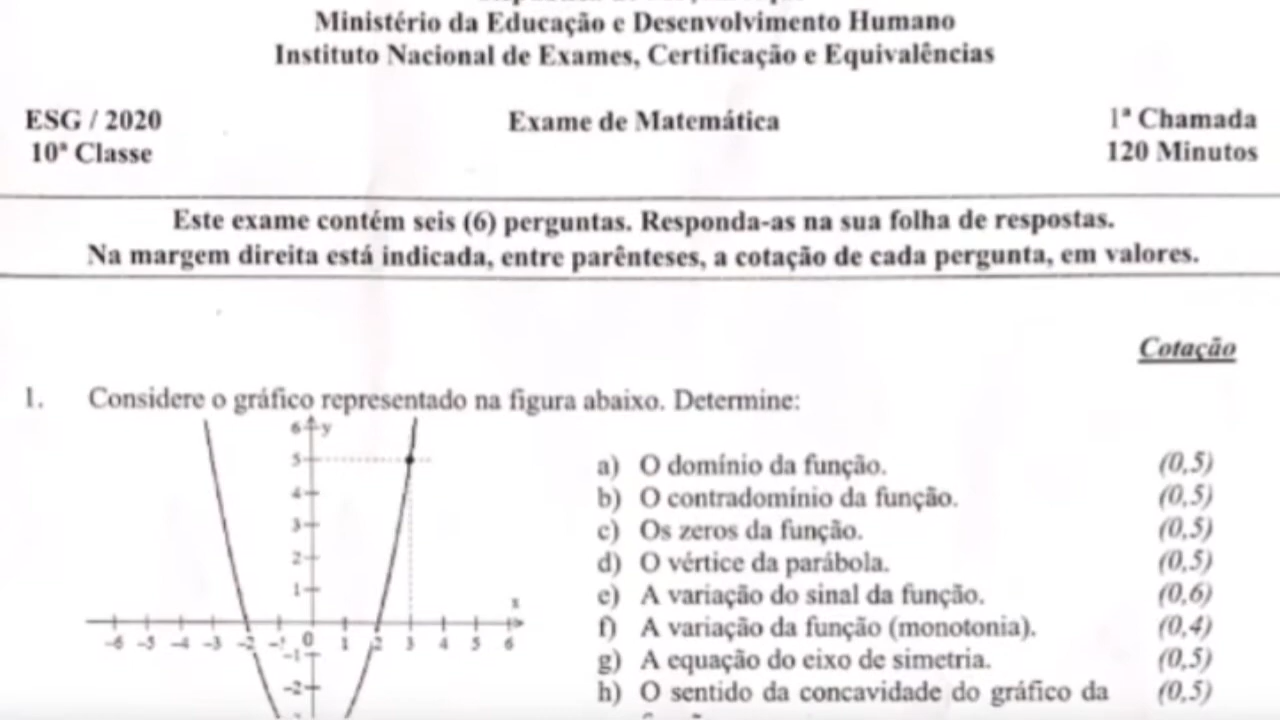 Ministério da Educação e Desenvolvimento Humano
Instituto Nacional de Exames, Certificação e Equivalências
ESG / 2020
Exame de Matemática
1ª Chamada
10ª Classe
120 Minutos
Este exame contém seis (6) perguntas. Responda-as na sua folha de respostas.
Na margem direita está indicada, entre parênteses, a cotação de cada pergunta, em valores.
Cotação
1. Considere o gráfico representado na figura abaixo. Determine:
6 y
5
4
3
2
1
x
-6 -5 -4 -3 -2 -1 0 1 2 3 4 5 6
-1
-2
a) O domínio da função. (0,5)
b) O contradomínio da função. (0,5)
c) Os zeros da função. (0,5)
d) O vértice da parábola. (0,5)
e) A variação do sinal da função. (0,6)
f) A variação da função (monotonia). (0,4)
g) A equação do eixo de simetria. (0,5)
h) O sentido da concavidade do gráfico da (0,5)